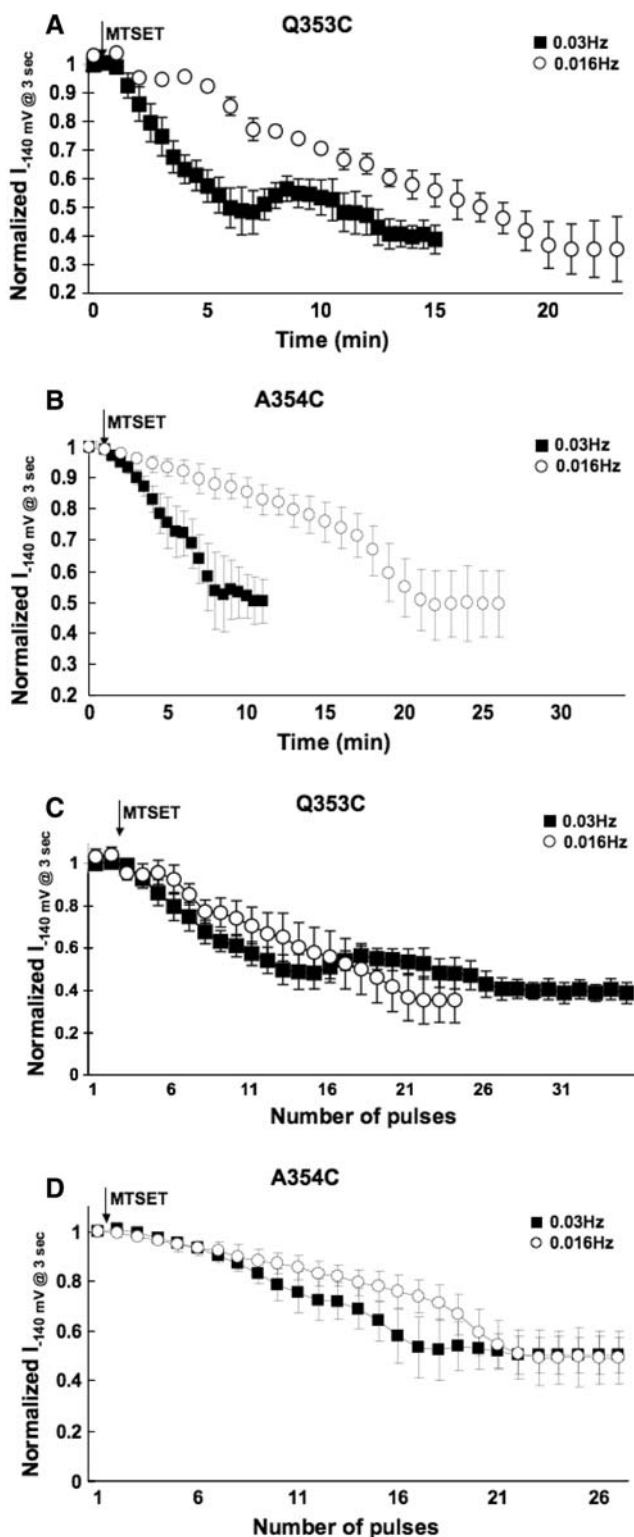 A
Q353C
MTSET
0.03Hz
0.016Hz
Normalized I-140 mV @ 3 sec
1
0.9
0.8
0.7
0.6
0.5
0.4
0.3
0.2
0 5 10 15 20
Time (min)
B
A354C
MTSET
0.03Hz
0.016Hz
Normalized I-140 mV @ 3 sec
1
0.9
0.8
0.7
0.6
0.5
0.4
0.3
0.2
0 5 10 15 20 25 30
Time (min)
C
Q353C
MTSET
0.03Hz
0.016Hz
Normalized I-140 mV @ 3 sec
1
0.8
0.6
0.4
0.2
0
1 6 11 16 21 26 31
Number of pulses
D
A354C
MTSET
0.03Hz
0.016Hz
Normalized I-140 mV @ 3 sec
1
0.8
0.6
0.4
0.2
0
1 6 11 16 21 26
Number of pulses